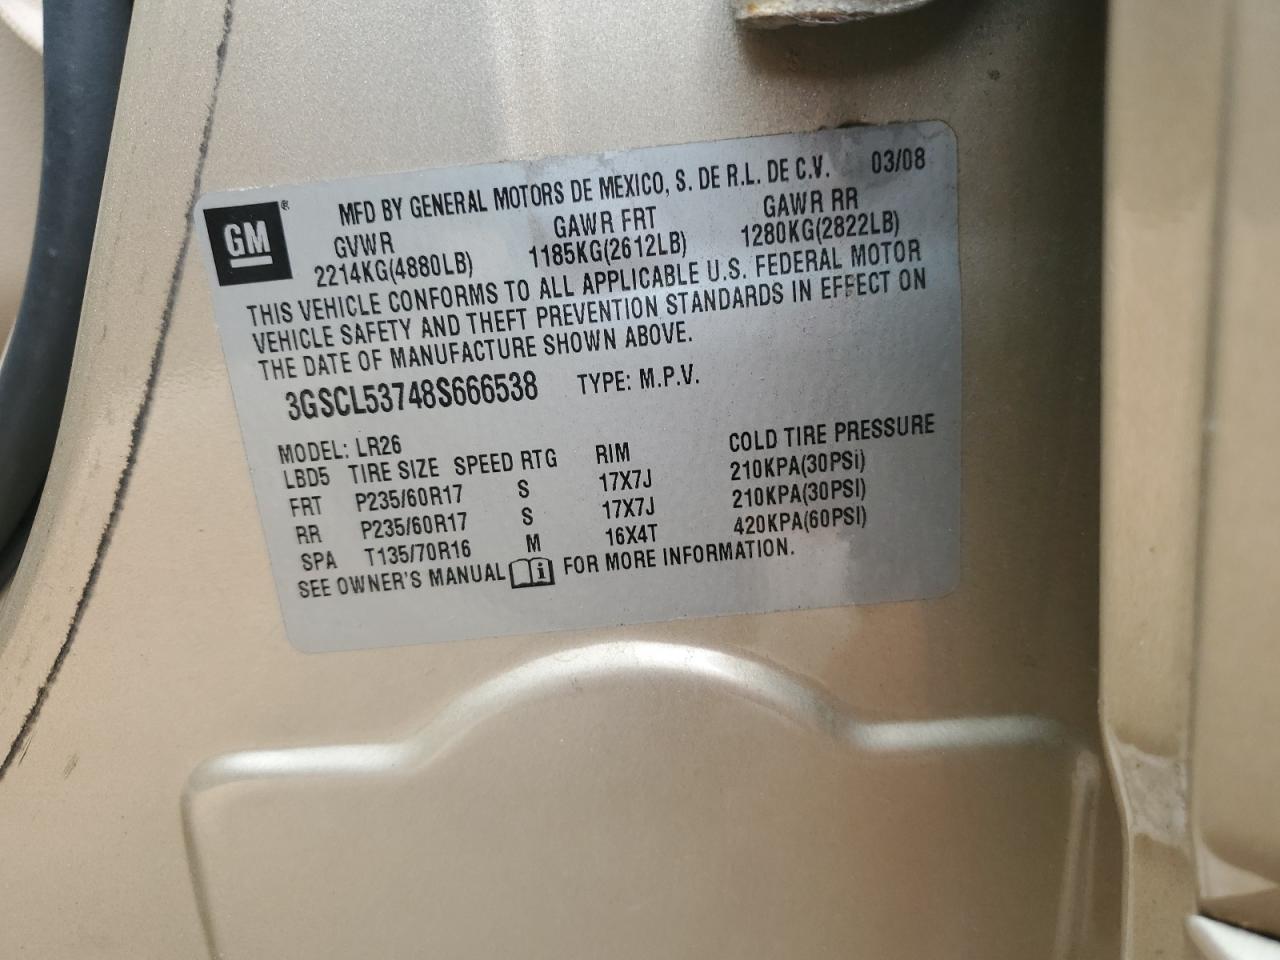 GM ® MFD BY GENERAL MOTORS DE MEXICO, S. DE R.L. DE C.V. 03/08
GVWR GAWR FRT GAWR RR
2214KG(4880LB) 1185KG(2612LB) 1280KG(2822LB)
THIS VEHICLE CONFORMS TO ALL APPLICABLE U.S. FEDERAL MOTOR
VEHICLE SAFETY AND THEFT PREVENTION STANDARDS IN EFFECT ON
THE DATE OF MANUFACTURE SHOWN ABOVE.
3GSCL53748S666538 TYPE: M.P.V.
MODEL: LR26
LBD5 TIRE SIZE SPEED RTG RIM COLD TIRE PRESSURE
FRT P235/60R17 S 17X7J 210KPA(30PSi)
RR P235/60R17 S 17X7J 210KPA(30PSI)
SPA T135/70R16 M 16X4T 420KPA(60PSI)
SEE OWNER'S MANUAL i FOR MORE INFORMATION.